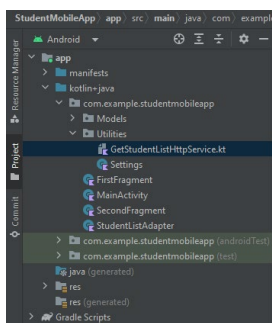 StudentMobileApp app src main java com example
Android
app
manifests
kotlin+java
com.example.studentmobileapp
Models
Utilities
GetStudentListHttpService.kt
Settings
FirstFragment
MainActivity
SecondFragment
StudentListAdapter
com.example.studentmobileapp (androidTest)
com.example.studentmobileapp (test)
java (generated)
res
res (generated)
Gradle Scripts
Resource Manager
Project
Commit